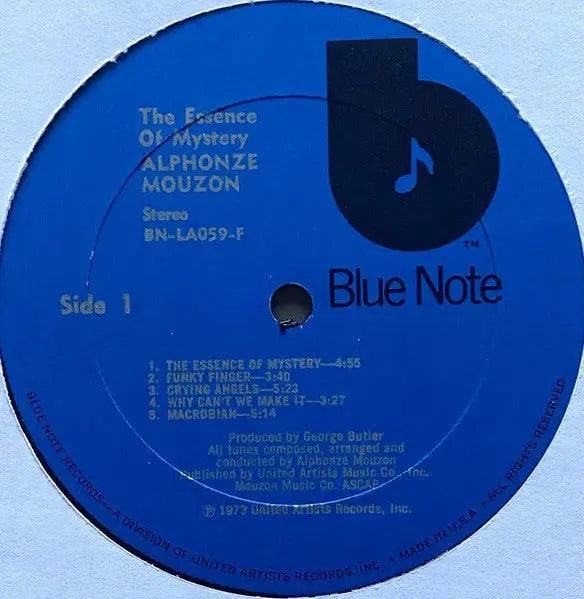 The Essence
Of Mystery
ALPHONZE
MOUZON
Stereo
BN-LA059-F
Side 1
TM
Blue Note
1. THE ESSENCE OF MYSTERY—4:55
2. FUNKY FINGER—3:40
3. CRYING ANGELS—5:23
4. WHY CAN'T WE MAKE IT—3:27
5. MACROBIAN—5:14
Produced by George Butler
All tunes composed, arranged and
conducted by Alphonze Mouzon
Published by United Artists Music Co., Inc.
Mouzon Music Co. ASCAP
℗ 1973 United Artists Records, Inc.
BLUE NOTE RECORDS—A DIVISION OF UNITED ARTISTS RECORDS, INC. • MADE IN U.S.A. • ALL RIGHTS RESERVED